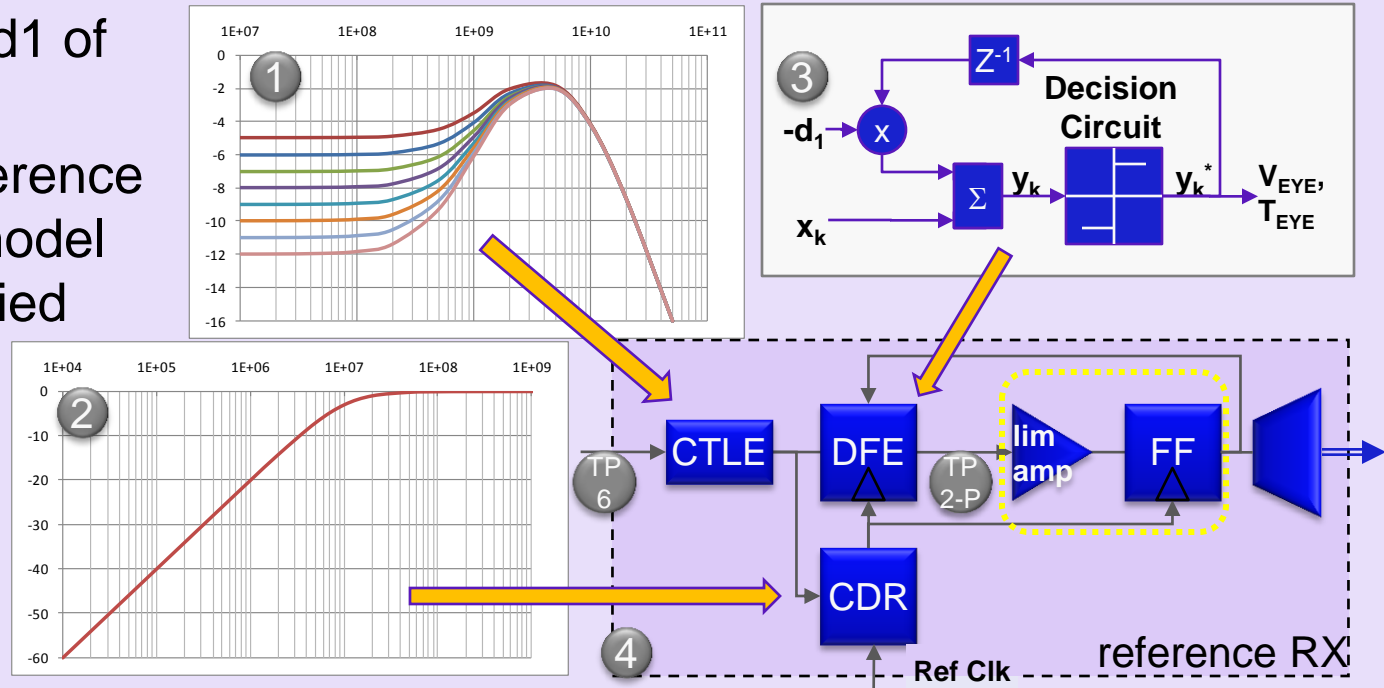 d1 of
erence
nodel
ied
1E+07 1E+08 1E+09 1E+10 1E+11
0
-2
-4
-6
-8
-10
-12
-14
-16
1
3
Z-1
Decision
Circuit
-d1
x
Σ
yk
yk*
VEYE,
TEYE
xk
1E+04 1E+05 1E+06 1E+07 1E+08 1E+09
0
-10
-20
-30
-40
-50
-60
2
TP
6
CTLE
DFE
TP
2-P
lim
amp
FF
CDR
4
Ref Clk
reference RX